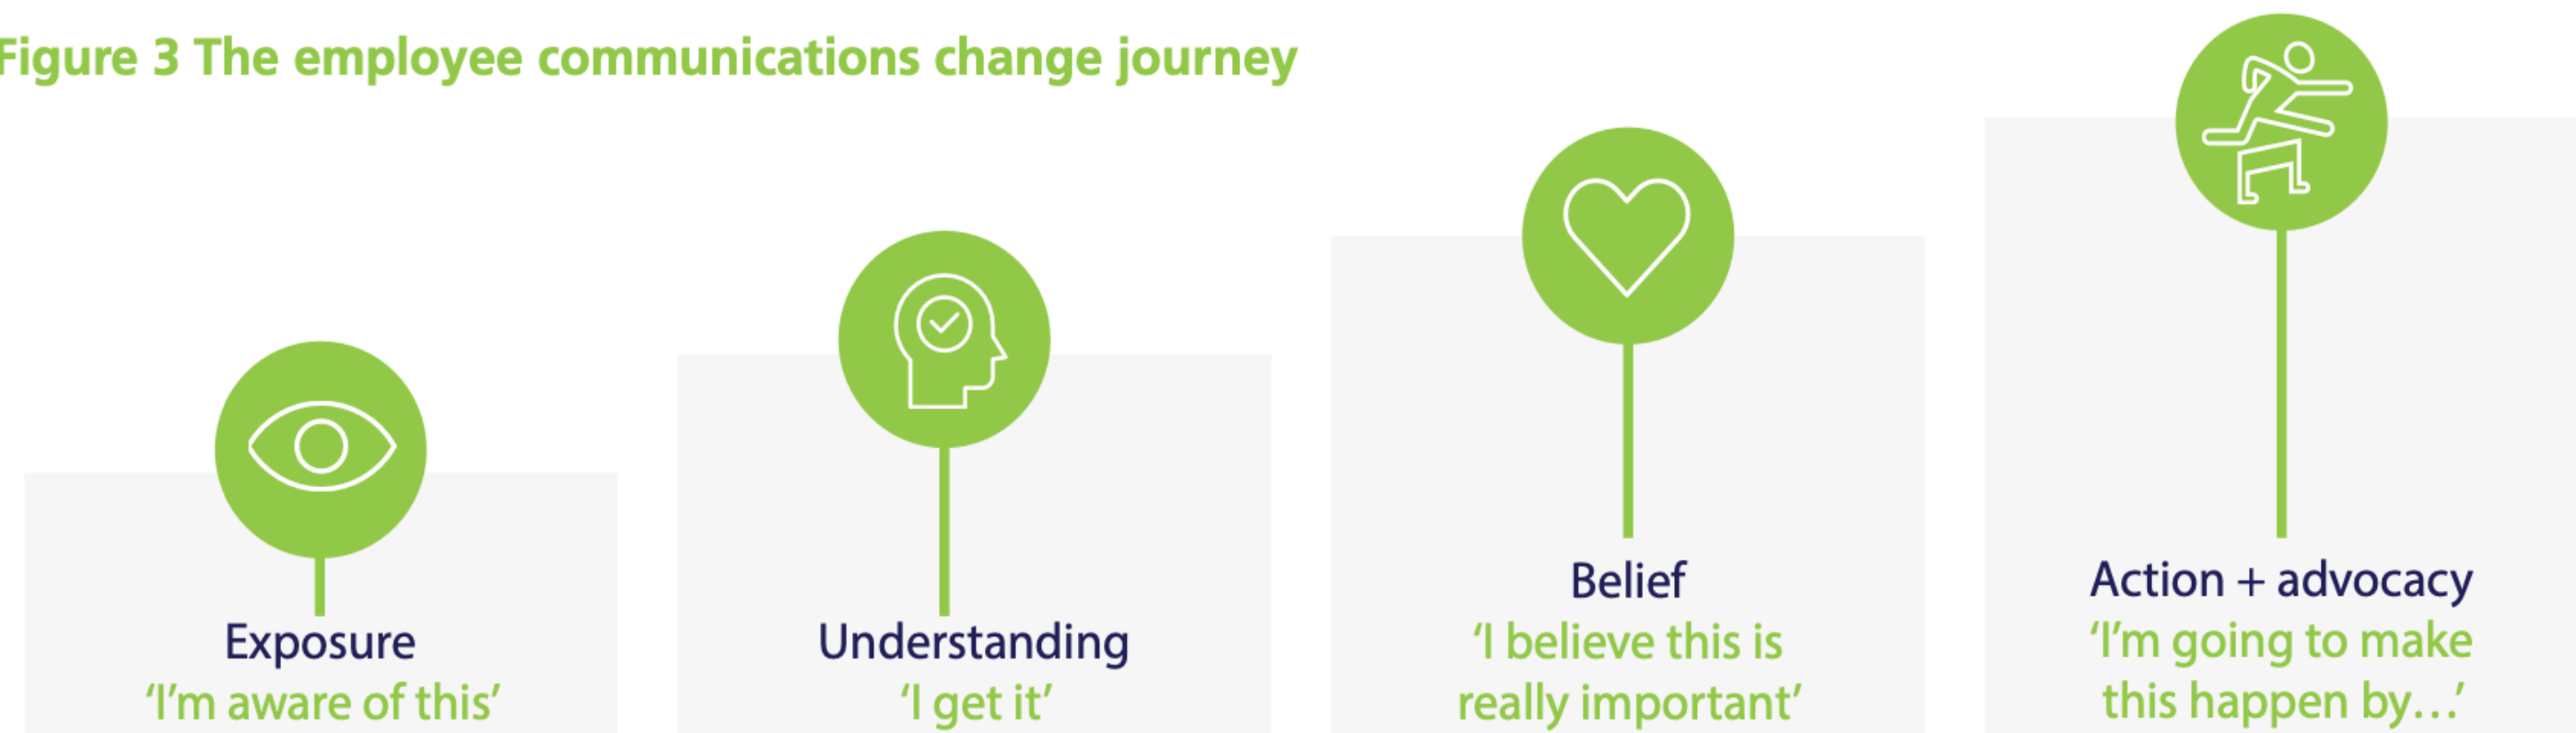 Figure 3 The employee communications change journey
Exposure
‘I’m aware of this’
Understanding
‘I get it’
Belief
‘I believe this is
really important’
Action + advocacy
‘I’m going to make
this happen by…’